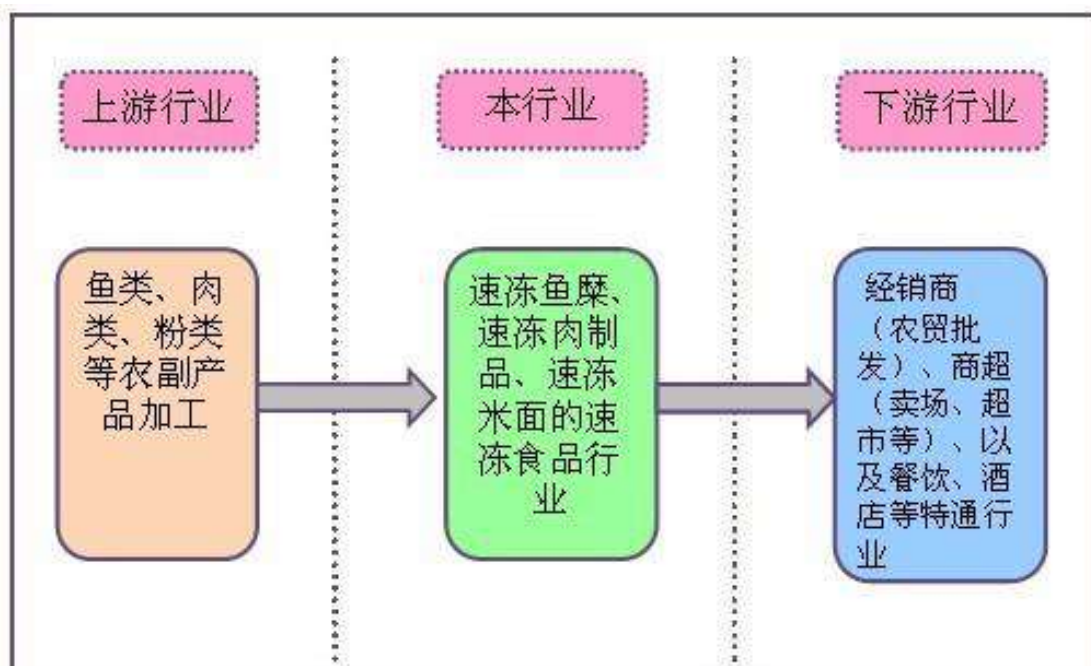 上游行业
本行业
下游行业
鱼类、肉
类、粉类
等农副产
品加工
速冻鱼糜、
速冻肉制
品、速冻
米面的速
冻食品行
业
经销商
（农贸批
发）、商超
（卖场、超
市等）、以
及餐饮、酒
店等特通行
业